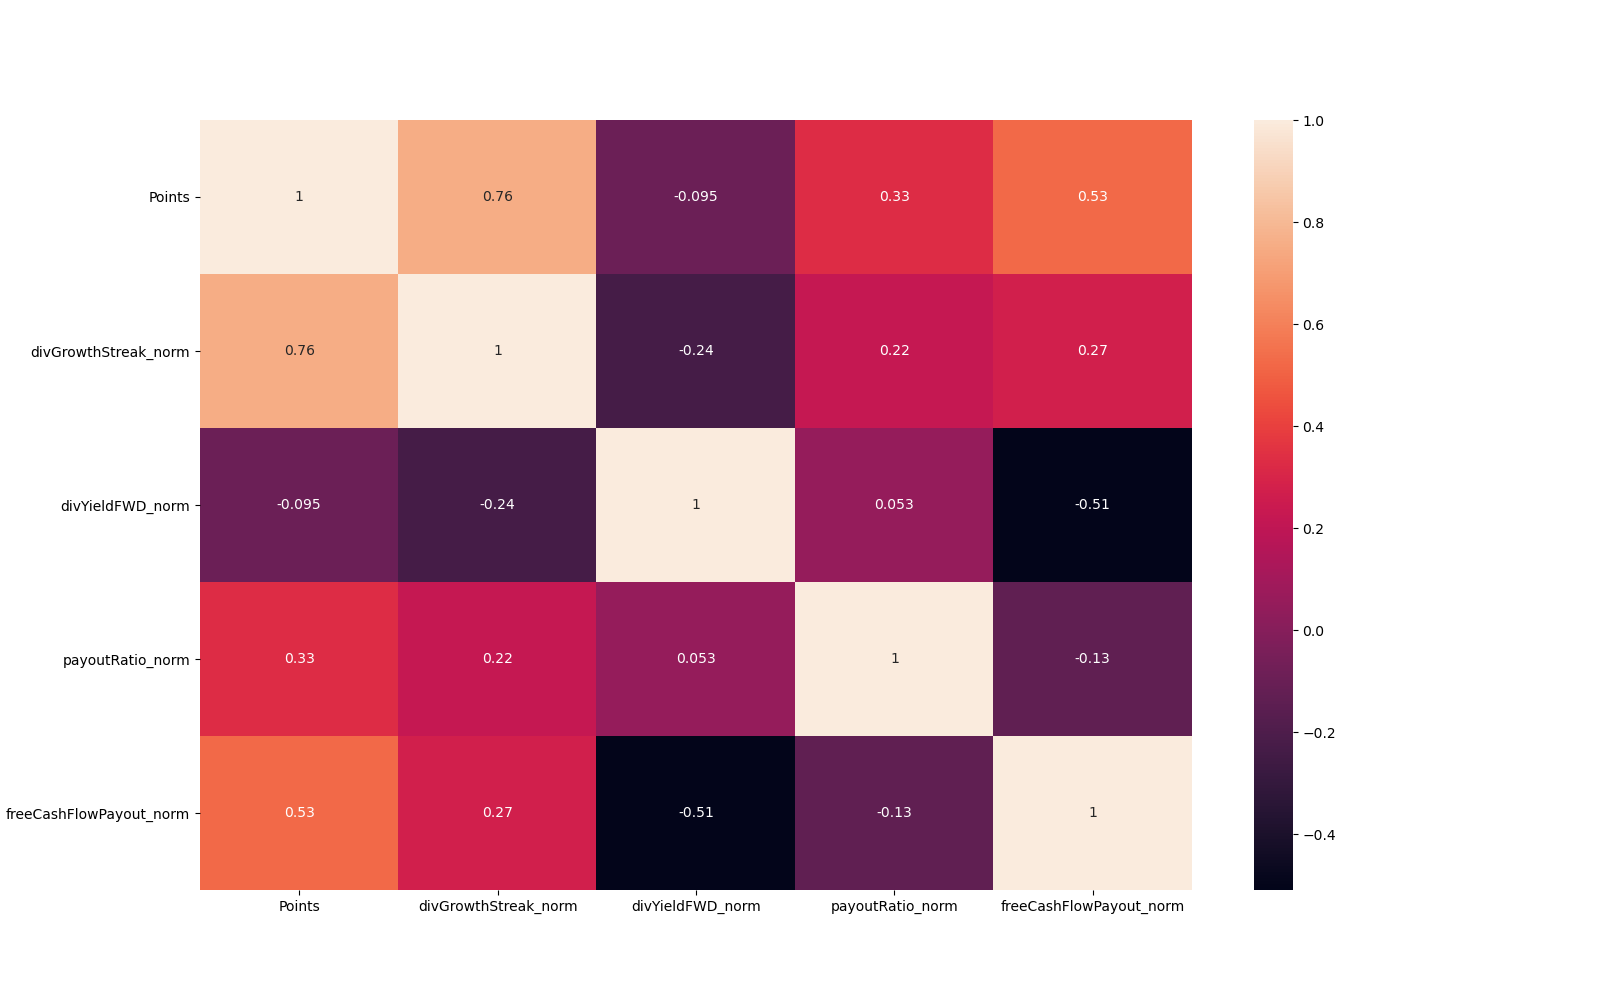 Points 1 0.76 -0.095 0.33 0.53
divGrowthStreak_norm 0.76 1 -0.24 0.22 0.27
divYieldFWD_norm -0.095 -0.24 1 0.053 -0.51
payoutRatio_norm 0.33 0.22 0.053 1 -0.13
freeCashFlowPayout_norm 0.53 0.27 -0.51 -0.13 1
Points divGrowthStreak_norm divYieldFWD_norm payoutRatio_norm freeCashFlowPayout_norm
1.0
0.8
0.6
0.4
0.2
0.0
−0.2
−0.4